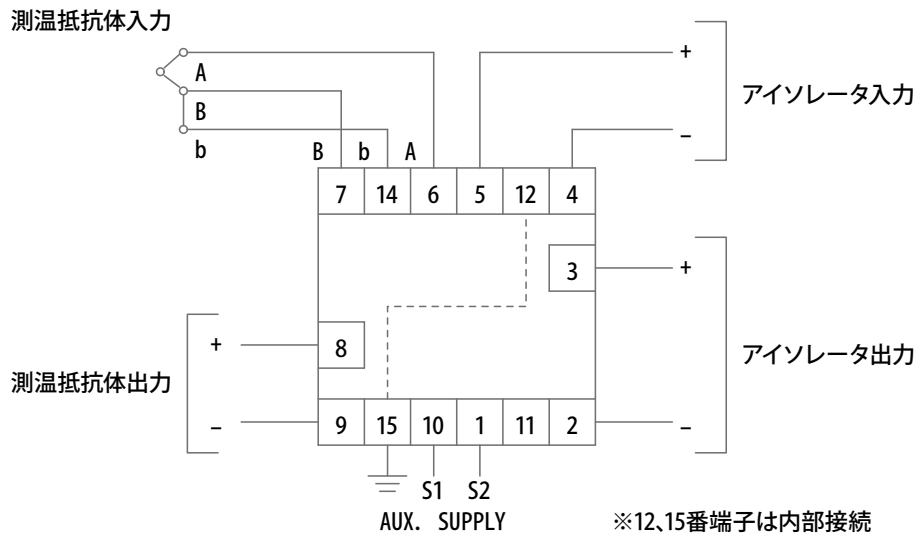 測温抵抗体入力
A
B
b
B b A
7 14 6 5 12 4
+
アイソレータ入力
−
3
+
アイソレータ出力
−
8
+
測温抵抗体出力
−
9 15 10 1 11 2
S1 S2
AUX. SUPPLY
※12、15番端子は内部接続